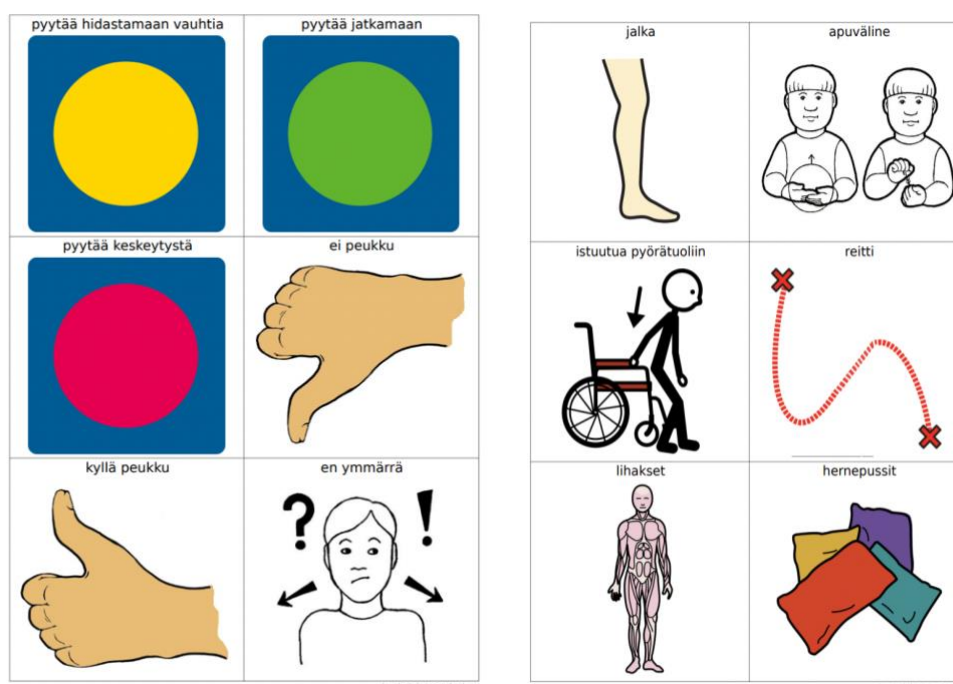 pyytää hidastamaan vauhtia
pyytää jatkamaan
pyytää keskeytystä
ei peukku
kyllä peukku
en ymmärrä
? !
jalka
apuväline
istuutua pyörätuoliin
reitti
lihakset
hernepussit